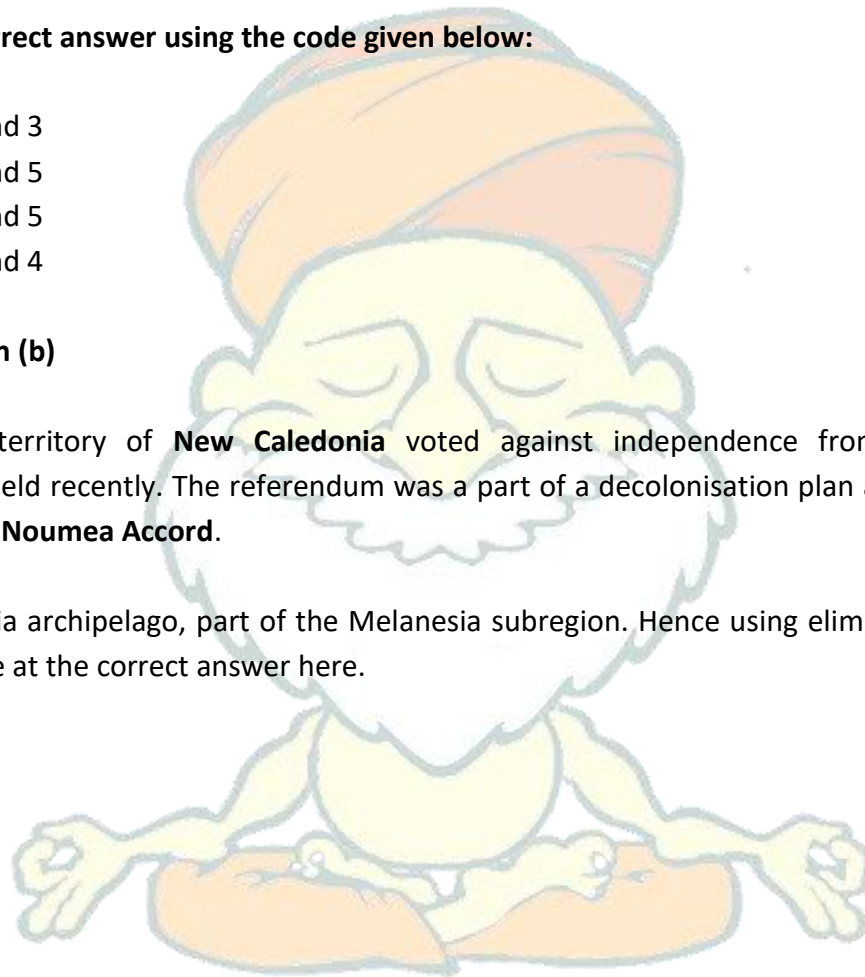 rrect answer using the code given below:
nd 3
nd 5
nd 5
nd 4
n (b)
territory of New Caledonia voted against independence from
eld recently. The referendum was a part of a decolonisation plan a
Noumea Accord.
ia archipelago, part of the Melanesia subregion. Hence using elim
e at the correct answer here.